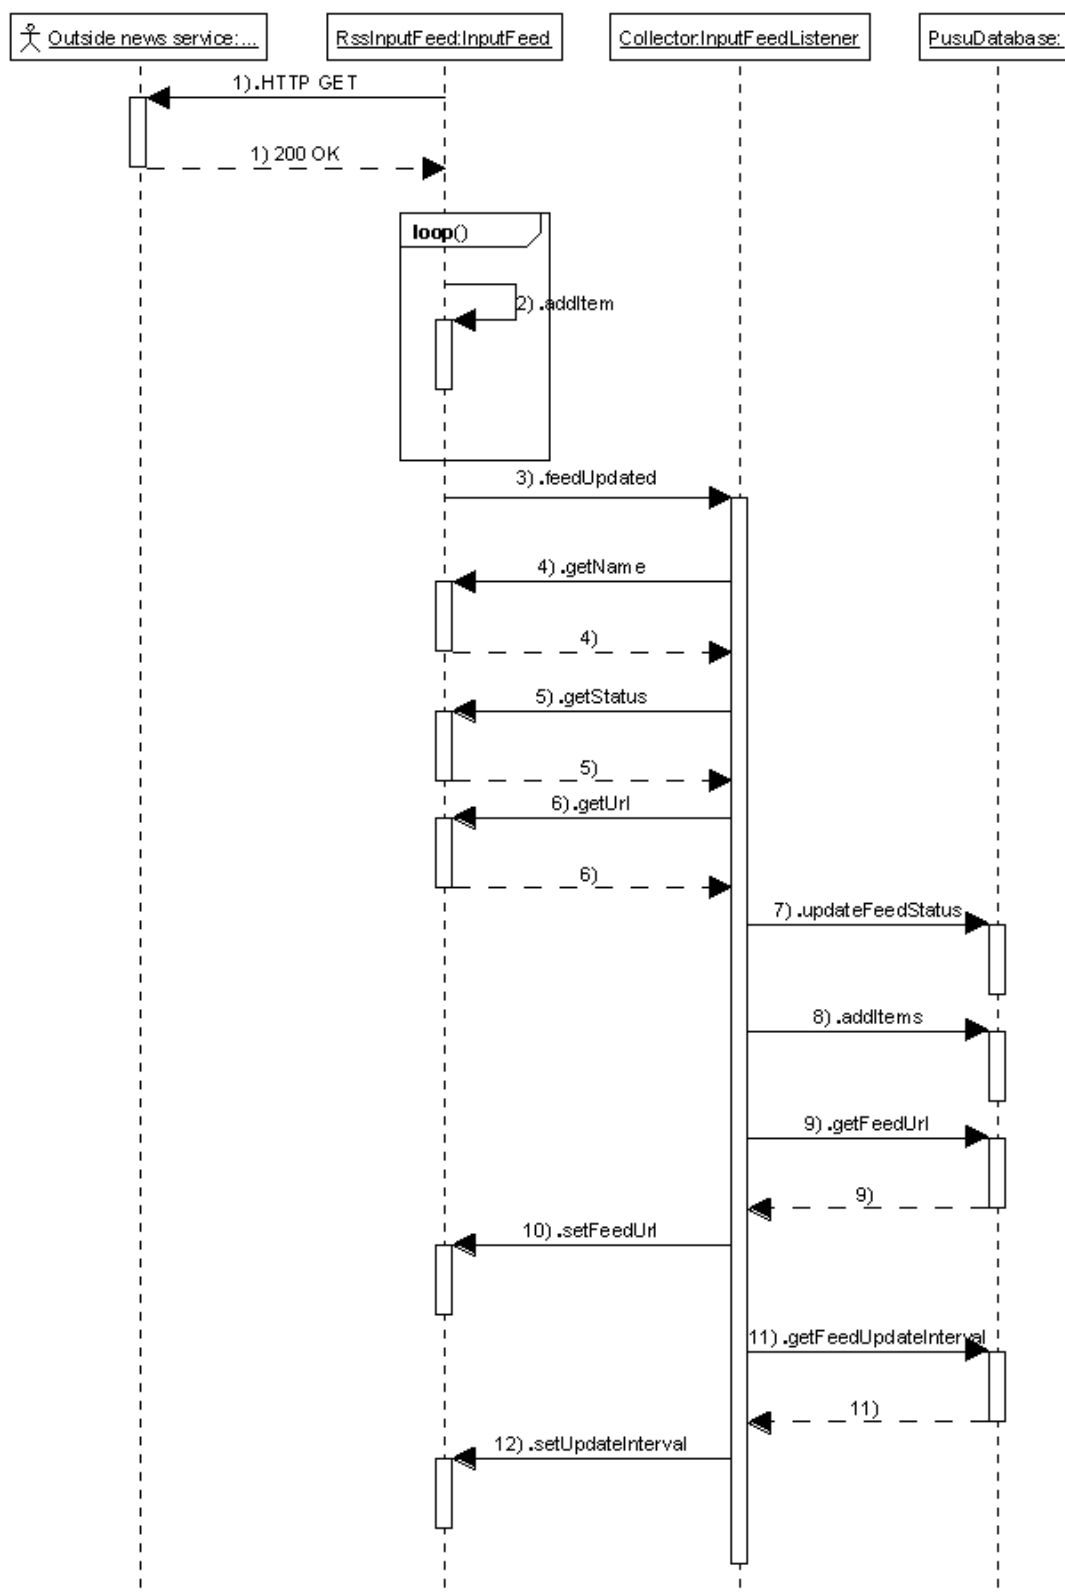 Outside news service:...
RssInputFeed:InputFeed
Collector:InputFeedListener
PusuDatabase:
1).HTTP GET
1) 200 OK
loop()
2).addItem
3).feedUpdated
4).getName
4)
5).getStatus
5)
6).getUrl
6)
7).updateFeedStatus
8).addItems
9).getFeedUrl
9)
10).setFeedUrl
11).getFeedUpdateInterval
11)
12).setUpdateInterval